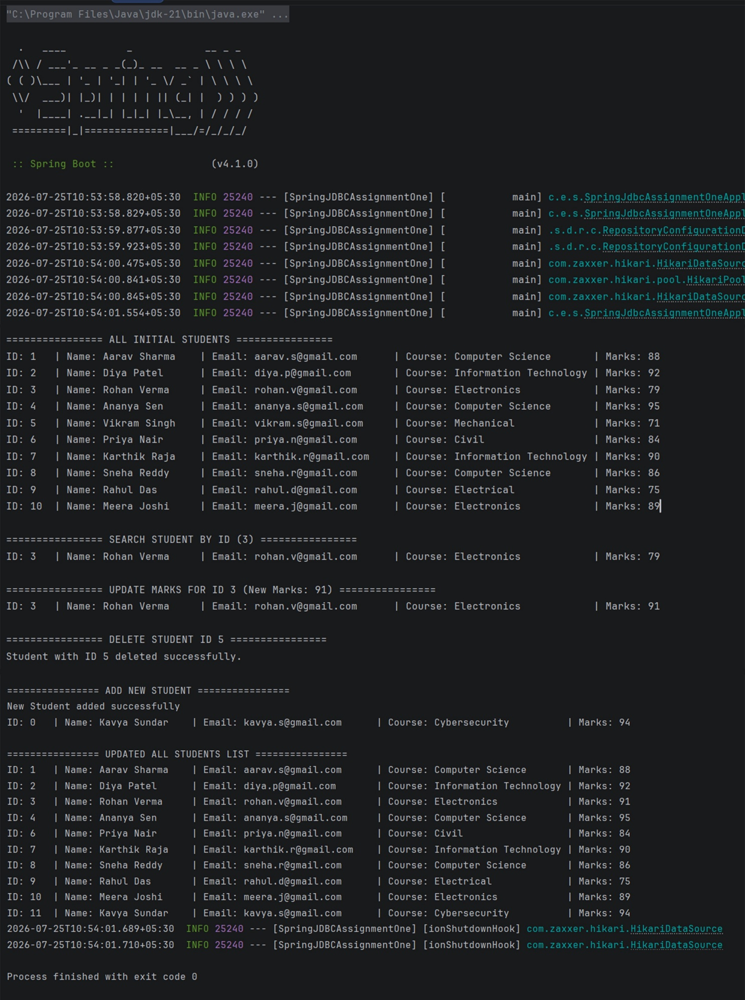 "C:\Program Files\Java\jdk-21\bin\java.exe" ...
  .   ____          _            __ _ _
 /\\ / ___'_ __ _ _(_)_ __  __ _ \ \ \ \
( ( )\___ | '_ | '_| | '_ \/ _` | \ \ \ \
 \\/  ___)| |_)| | | | | || (_| |  ) ) ) )
  '  |____| .__|_| |_|_| |_\__, | / / / /
 =========|_|==============|___/=/_/_/_/
 :: Spring Boot ::                (v4.1.0)
2026-07-25T10:53:58.820+05:30  INFO 25240 --- [SpringJDBCAssignmentOne] [           main] c.e.s.SpringJdbcAssignmentOneAppl
2026-07-25T10:53:58.829+05:30  INFO 25240 --- [SpringJDBCAssignmentOne] [           main] c.e.s.SpringJdbcAssignmentOneAppl
2026-07-25T10:53:59.877+05:30  INFO 25240 --- [SpringJDBCAssignmentOne] [           main] .s.d.r.c.RepositoryConfigurationD
2026-07-25T10:53:59.923+05:30  INFO 25240 --- [SpringJDBCAssignmentOne] [           main] .s.d.r.c.RepositoryConfigurationD
2026-07-25T10:54:00.475+05:30  INFO 25240 --- [SpringJDBCAssignmentOne] [           main] com.zaxxer.hikari.HikariDataSourc
2026-07-25T10:54:00.841+05:30  INFO 25240 --- [SpringJDBCAssignmentOne] [           main] com.zaxxer.hikari.pool.HikariPool
2026-07-25T10:54:00.845+05:30  INFO 25240 --- [SpringJDBCAssignmentOne] [           main] com.zaxxer.hikari.HikariDataSourc
2026-07-25T10:54:01.554+05:30  INFO 25240 --- [SpringJDBCAssignmentOne] [           main] c.e.s.SpringJdbcAssignmentOneAppl
================ ALL INITIAL STUDENTS ================
ID: 1   | Name: Aarav Sharma    | Email: aarav.s@gmail.com      | Course: Computer Science       | Marks: 88
ID: 2   | Name: Diya Patel      | Email: diya.p@gmail.com       | Course: Information Technology | Marks: 92
ID: 3   | Name: Rohan Verma     | Email: rohan.v@gmail.com      | Course: Electronics            | Marks: 79
ID: 4   | Name: Ananya Sen      | Email: ananya.s@gmail.com     | Course: Computer Science       | Marks: 95
ID: 5   | Name: Vikram Singh    | Email: vikram.s@gmail.com     | Course: Mechanical             | Marks: 71
ID: 6   | Name: Priya Nair      | Email: priya.n@gmail.com      | Course: Civil                  | Marks: 84
ID: 7   | Name: Karthik Raja    | Email: karthik.r@gmail.com    | Course: Information Technology | Marks: 90
ID: 8   | Name: Sneha Reddy     | Email: sneha.r@gmail.com      | Course: Computer Science       | Marks: 86
ID: 9   | Name: Rahul Das       | Email: rahul.d@gmail.com      | Course: Electrical             | Marks: 75
ID: 10  | Name: Meera Joshi     | Email: meera.j@gmail.com      | Course: Electronics            | Marks: 89
================ SEARCH STUDENT BY ID (3) ================
ID: 3   | Name: Rohan Verma     | Email: rohan.v@gmail.com      | Course: Electronics            | Marks: 79
================ UPDATE MARKS FOR ID 3 (New Marks: 91) ================
ID: 3   | Name: Rohan Verma     | Email: rohan.v@gmail.com      | Course: Electronics            | Marks: 91
================ DELETE STUDENT ID 5 ================
Student with ID 5 deleted successfully.
================ ADD NEW STUDENT ================
New Student added successfully
ID: 0   | Name: Kavya Sundar    | Email: kavya.s@gmail.com      | Course: Cybersecurity          | Marks: 94
================ UPDATED ALL STUDENTS LIST ================
ID: 1   | Name: Aarav Sharma    | Email: aarav.s@gmail.com      | Course: Computer Science       | Marks: 88
ID: 2   | Name: Diya Patel      | Email: diya.p@gmail.com       | Course: Information Technology | Marks: 92
ID: 3   | Name: Rohan Verma     | Email: rohan.v@gmail.com      | Course: Electronics            | Marks: 91
ID: 4   | Name: Ananya Sen      | Email: ananya.s@gmail.com     | Course: Computer Science       | Marks: 95
ID: 6   | Name: Priya Nair      | Email: priya.n@gmail.com      | Course: Civil                  | Marks: 84
ID: 7   | Name: Karthik Raja    | Email: karthik.r@gmail.com    | Course: Information Technology | Marks: 90
ID: 8   | Name: Sneha Reddy     | Email: sneha.r@gmail.com      | Course: Computer Science       | Marks: 86
ID: 9   | Name: Rahul Das       | Email: rahul.d@gmail.com      | Course: Electrical             | Marks: 75
ID: 10  | Name: Meera Joshi     | Email: meera.j@gmail.com      | Course: Electronics            | Marks: 89
ID: 11  | Name: Kavya Sundar    | Email: kavya.s@gmail.com      | Course: Cybersecurity          | Marks: 94
2026-07-25T10:54:01.689+05:30  INFO 25240 --- [SpringJDBCAssignmentOne] [ionShutdownHook] com.zaxxer.hikari.HikariDataSource
2026-07-25T10:54:01.710+05:30  INFO 25240 --- [SpringJDBCAssignmentOne] [ionShutdownHook] com.zaxxer.hikari.HikariDataSource
Process finished with exit code 0